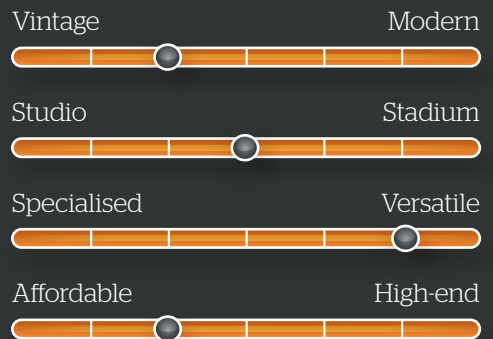 Vintage Modern
Studio Stadium
Specialised Versatile
Affordable High-end